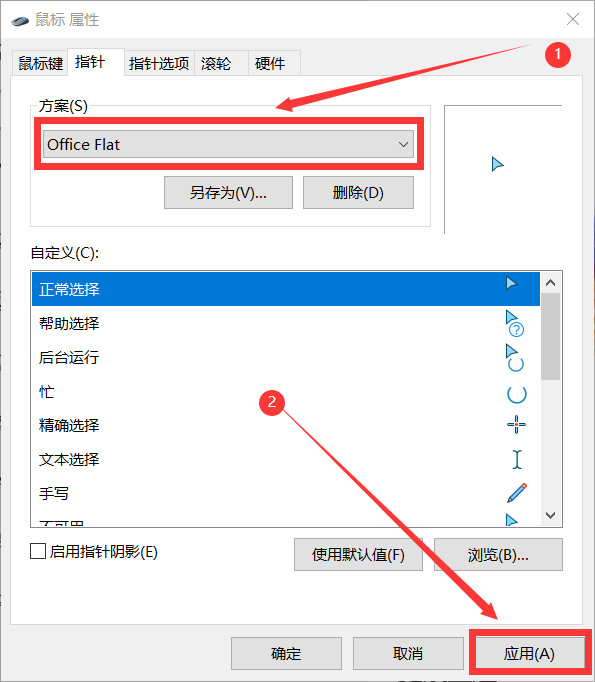 鼠标 属性
鼠标键 指针 指针选项 滚轮 硬件
1
方案(S)
Office Flat
另存为(V)... 删除(D)
自定义(C):
正常选择
帮助选择
后台运行
忙
2
精确选择
文本选择
手写
不可用
启用指针阴影(E) 使用默认值(F) 浏览(B)...
确定 取消 应用(A)